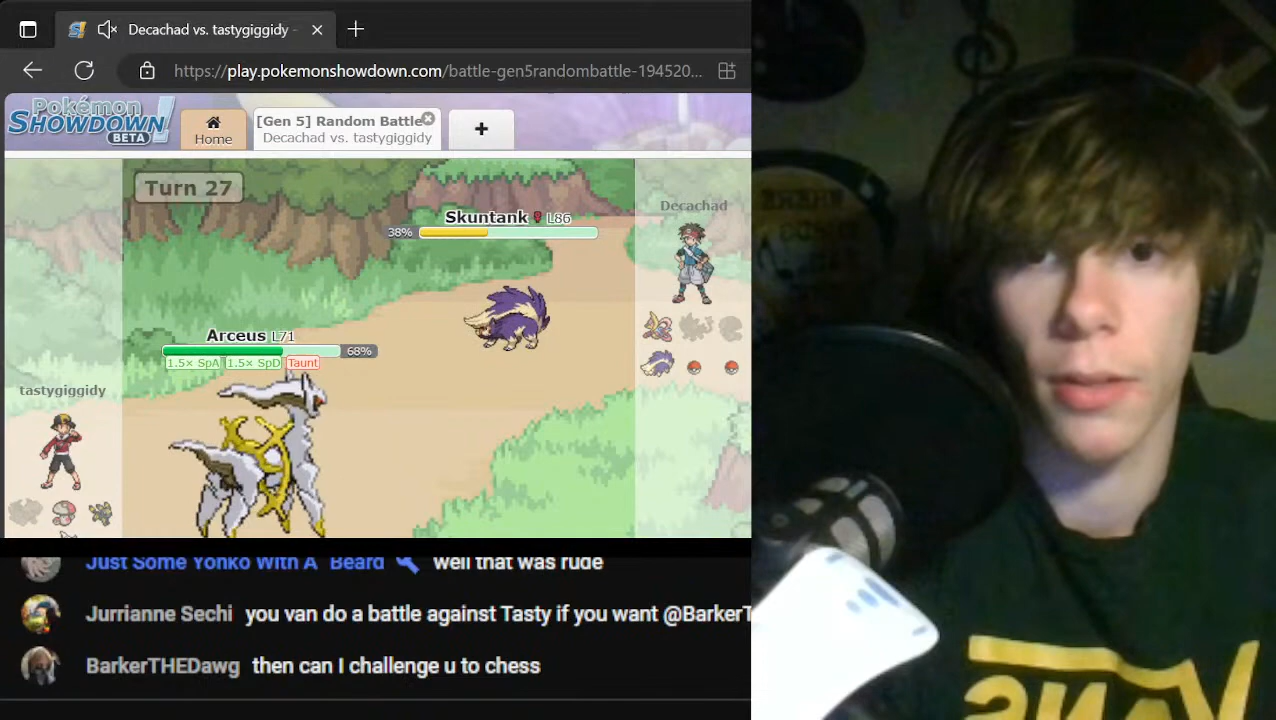 Decachad vs. tastygiggidy -
https://play.pokemonshowdown.com/battle-gen5randombattle-194520...
Pokémon
SHOWDOWN!
BETA
Home
[Gen 5] Random Battle
Decachad vs. tastygiggidy
+
Turn 27
Skuntank L86
38%
Decachad
Arceus L71
68%
1.5× SpA 1.5× SpD Taunt
tastygiggidy
Just Some Yonko With A Beard well that was rude
Jurrianne Sechi you van do a battle against Tasty if you want @BarkerT
BarkerTHEDawg then can I challenge u to chess
VANS